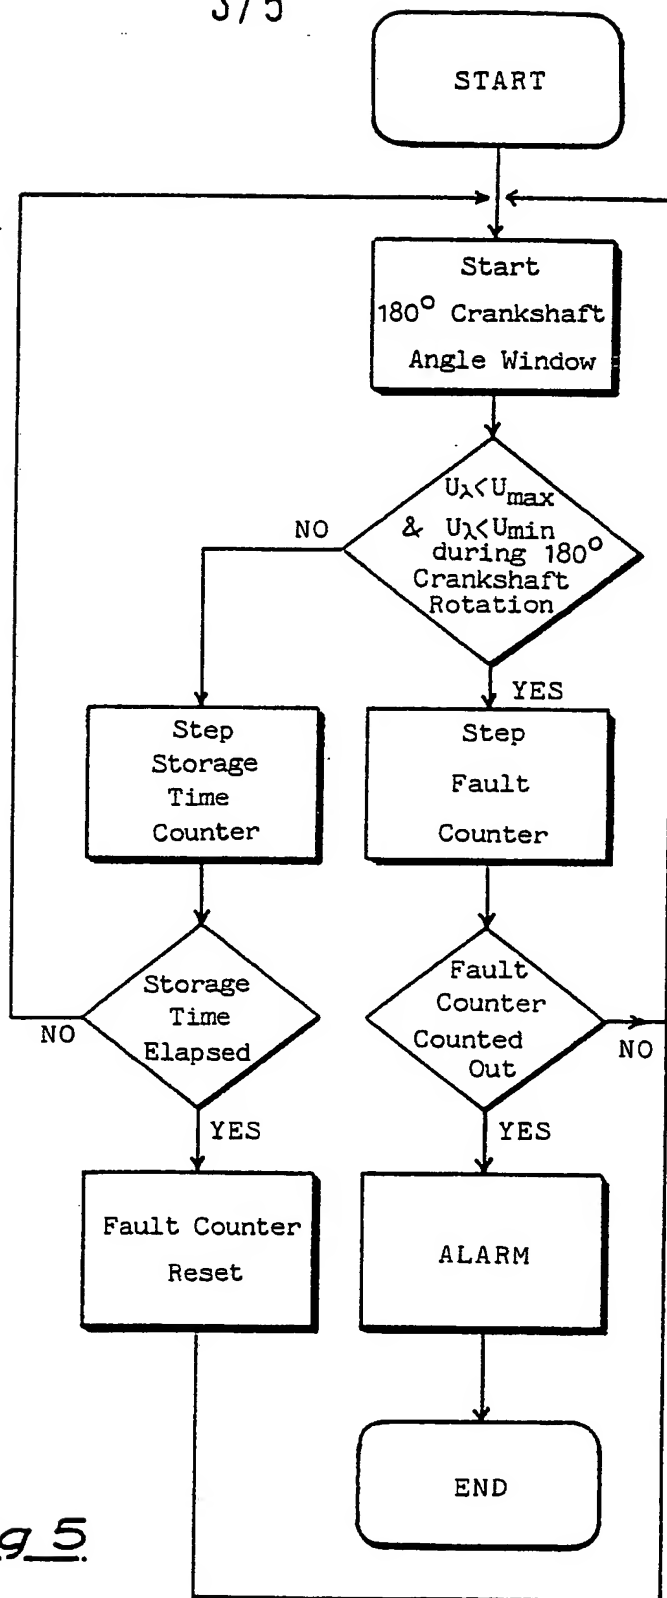 3/5
START
Start
180° Crankshaft
Angle Window
Uλ<Umax
& Uλ<Umin
during 180°
Crankshaft
Rotation
NO
YES
Step
Storage
Time
Counter
Step
Fault
Counter
Storage
Time
Elapsed
NO
YES
Fault
Counter
Counted
Out
NO
YES
Fault Counter
Reset
ALARM
END
g 5